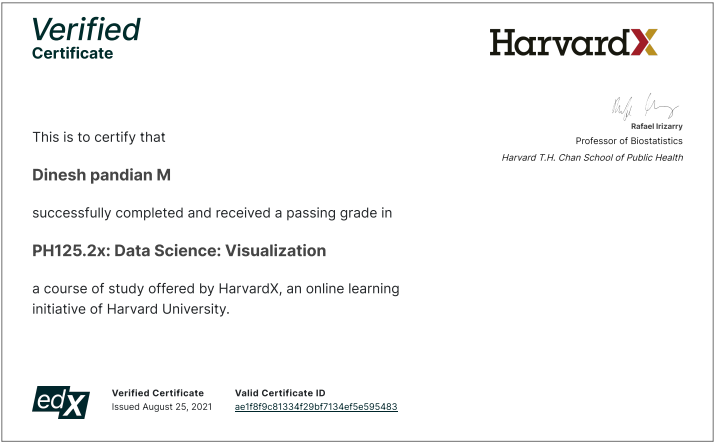 Verified
Certificate
HarvardX
Rafael Irizarry
Professor of Biostatistics
Harvard T.H. Chan School of Public Health
This is to certify that
Dinesh pandian M
successfully completed and received a passing grade in
PH125.2x: Data Science: Visualization
a course of study offered by HarvardX, an online learning
initiative of Harvard University.
edX
Verified Certificate
Issued August 25, 2021
Valid Certificate ID
ae1f8f9c81334f29bf7134ef5e595483